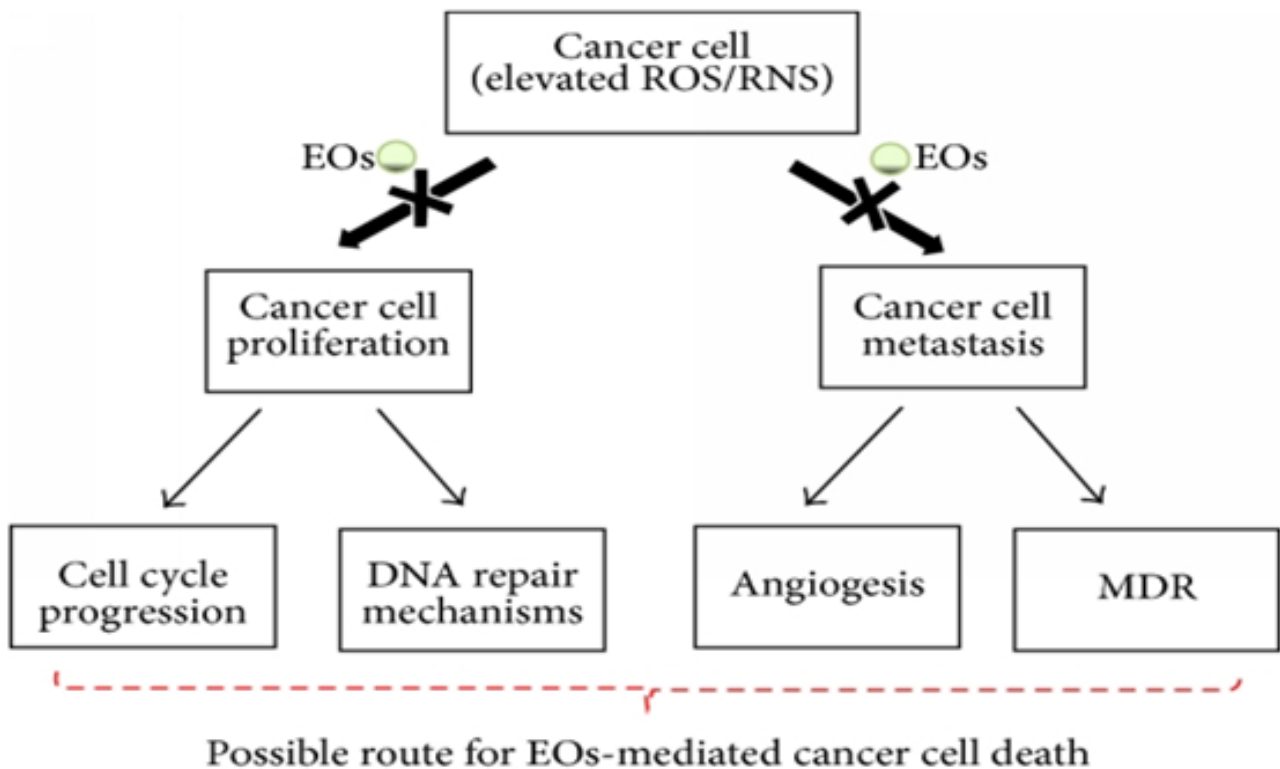 Cancer cell
(elevated ROS/RNS)
EOs
EOs
Cancer cell
proliferation
Cancer cell
metastasis
Cell cycle
progression
DNA repair
mechanisms
Angiogesis
MDR
Possible route for EOs-mediated cancer cell death